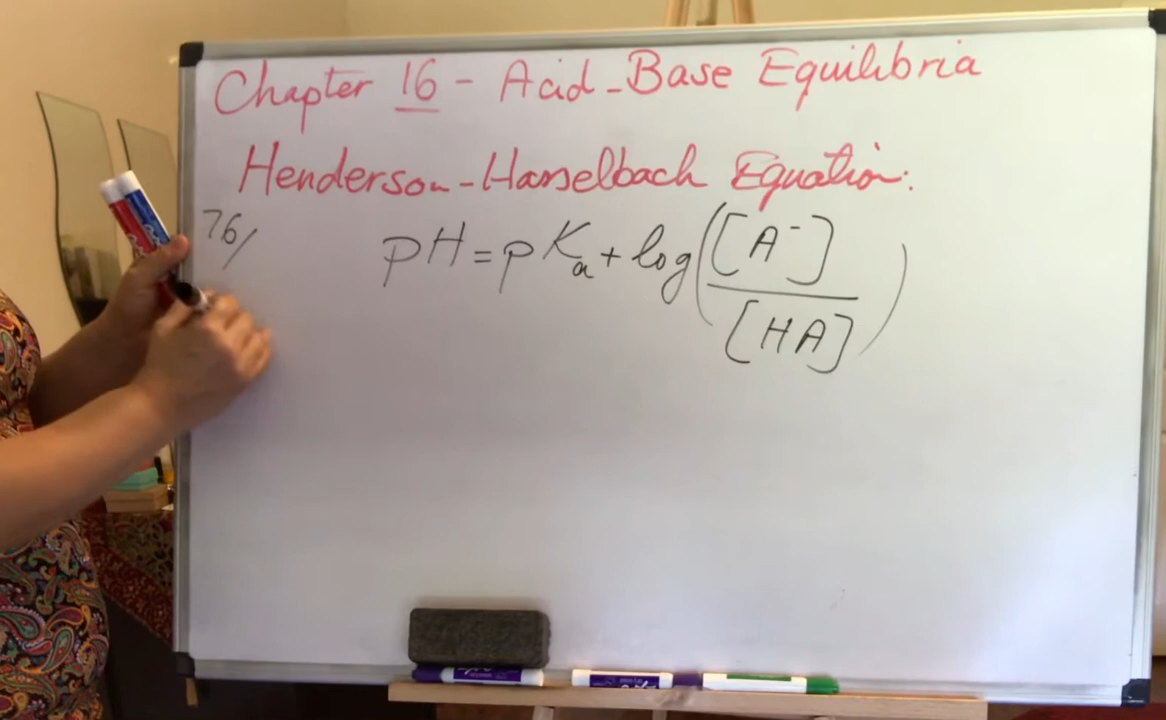 Chapter 16 - Acid-Base Equilibria
Henderson-Hasselbach Equation:
76/ pH = pKa + log([A⁻]/[HA])